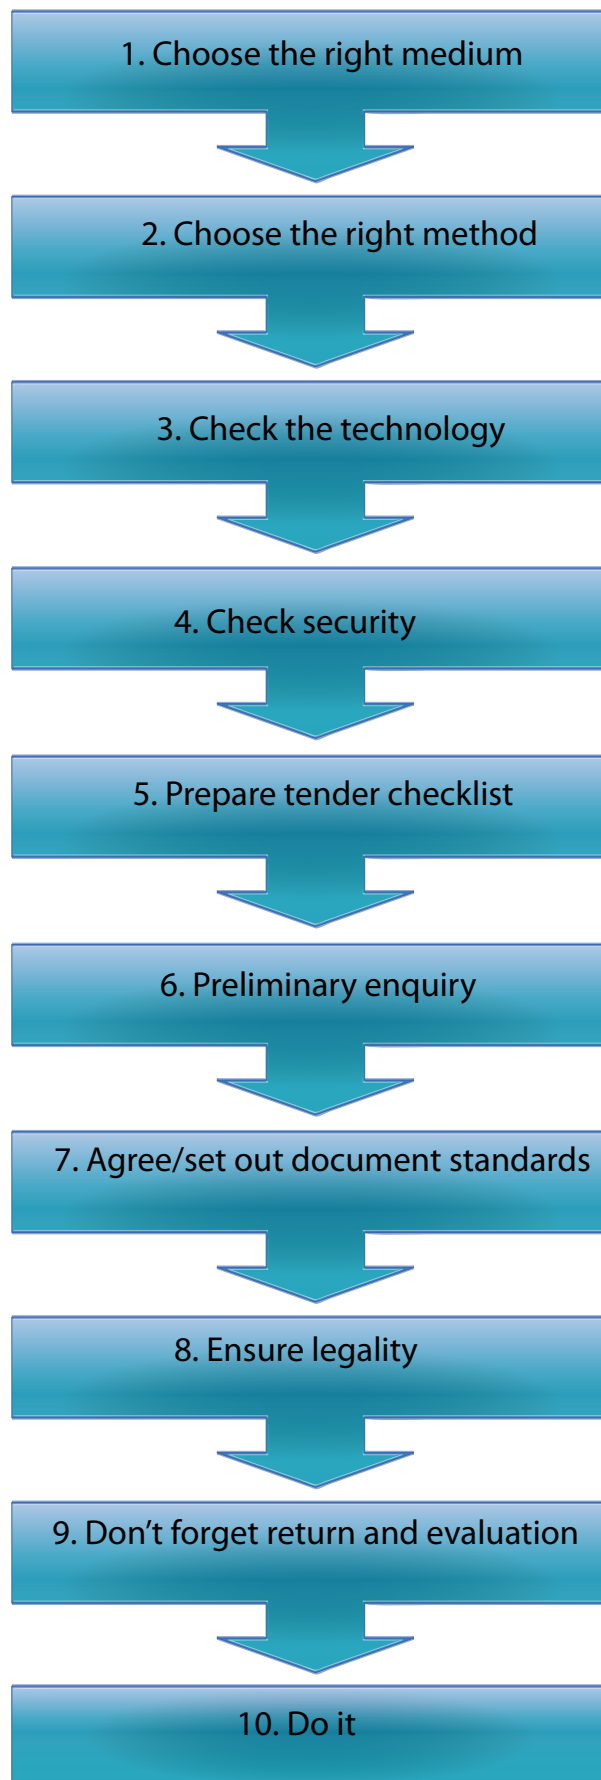 1. Choose the right medium
2. Choose the right method
3. Check the technology
4. Check security
5. Prepare tender checklist
6. Preliminary enquiry
7. Agree/set out document standards
8. Ensure legality
9. Don’t forget return and evaluation
10. Do it